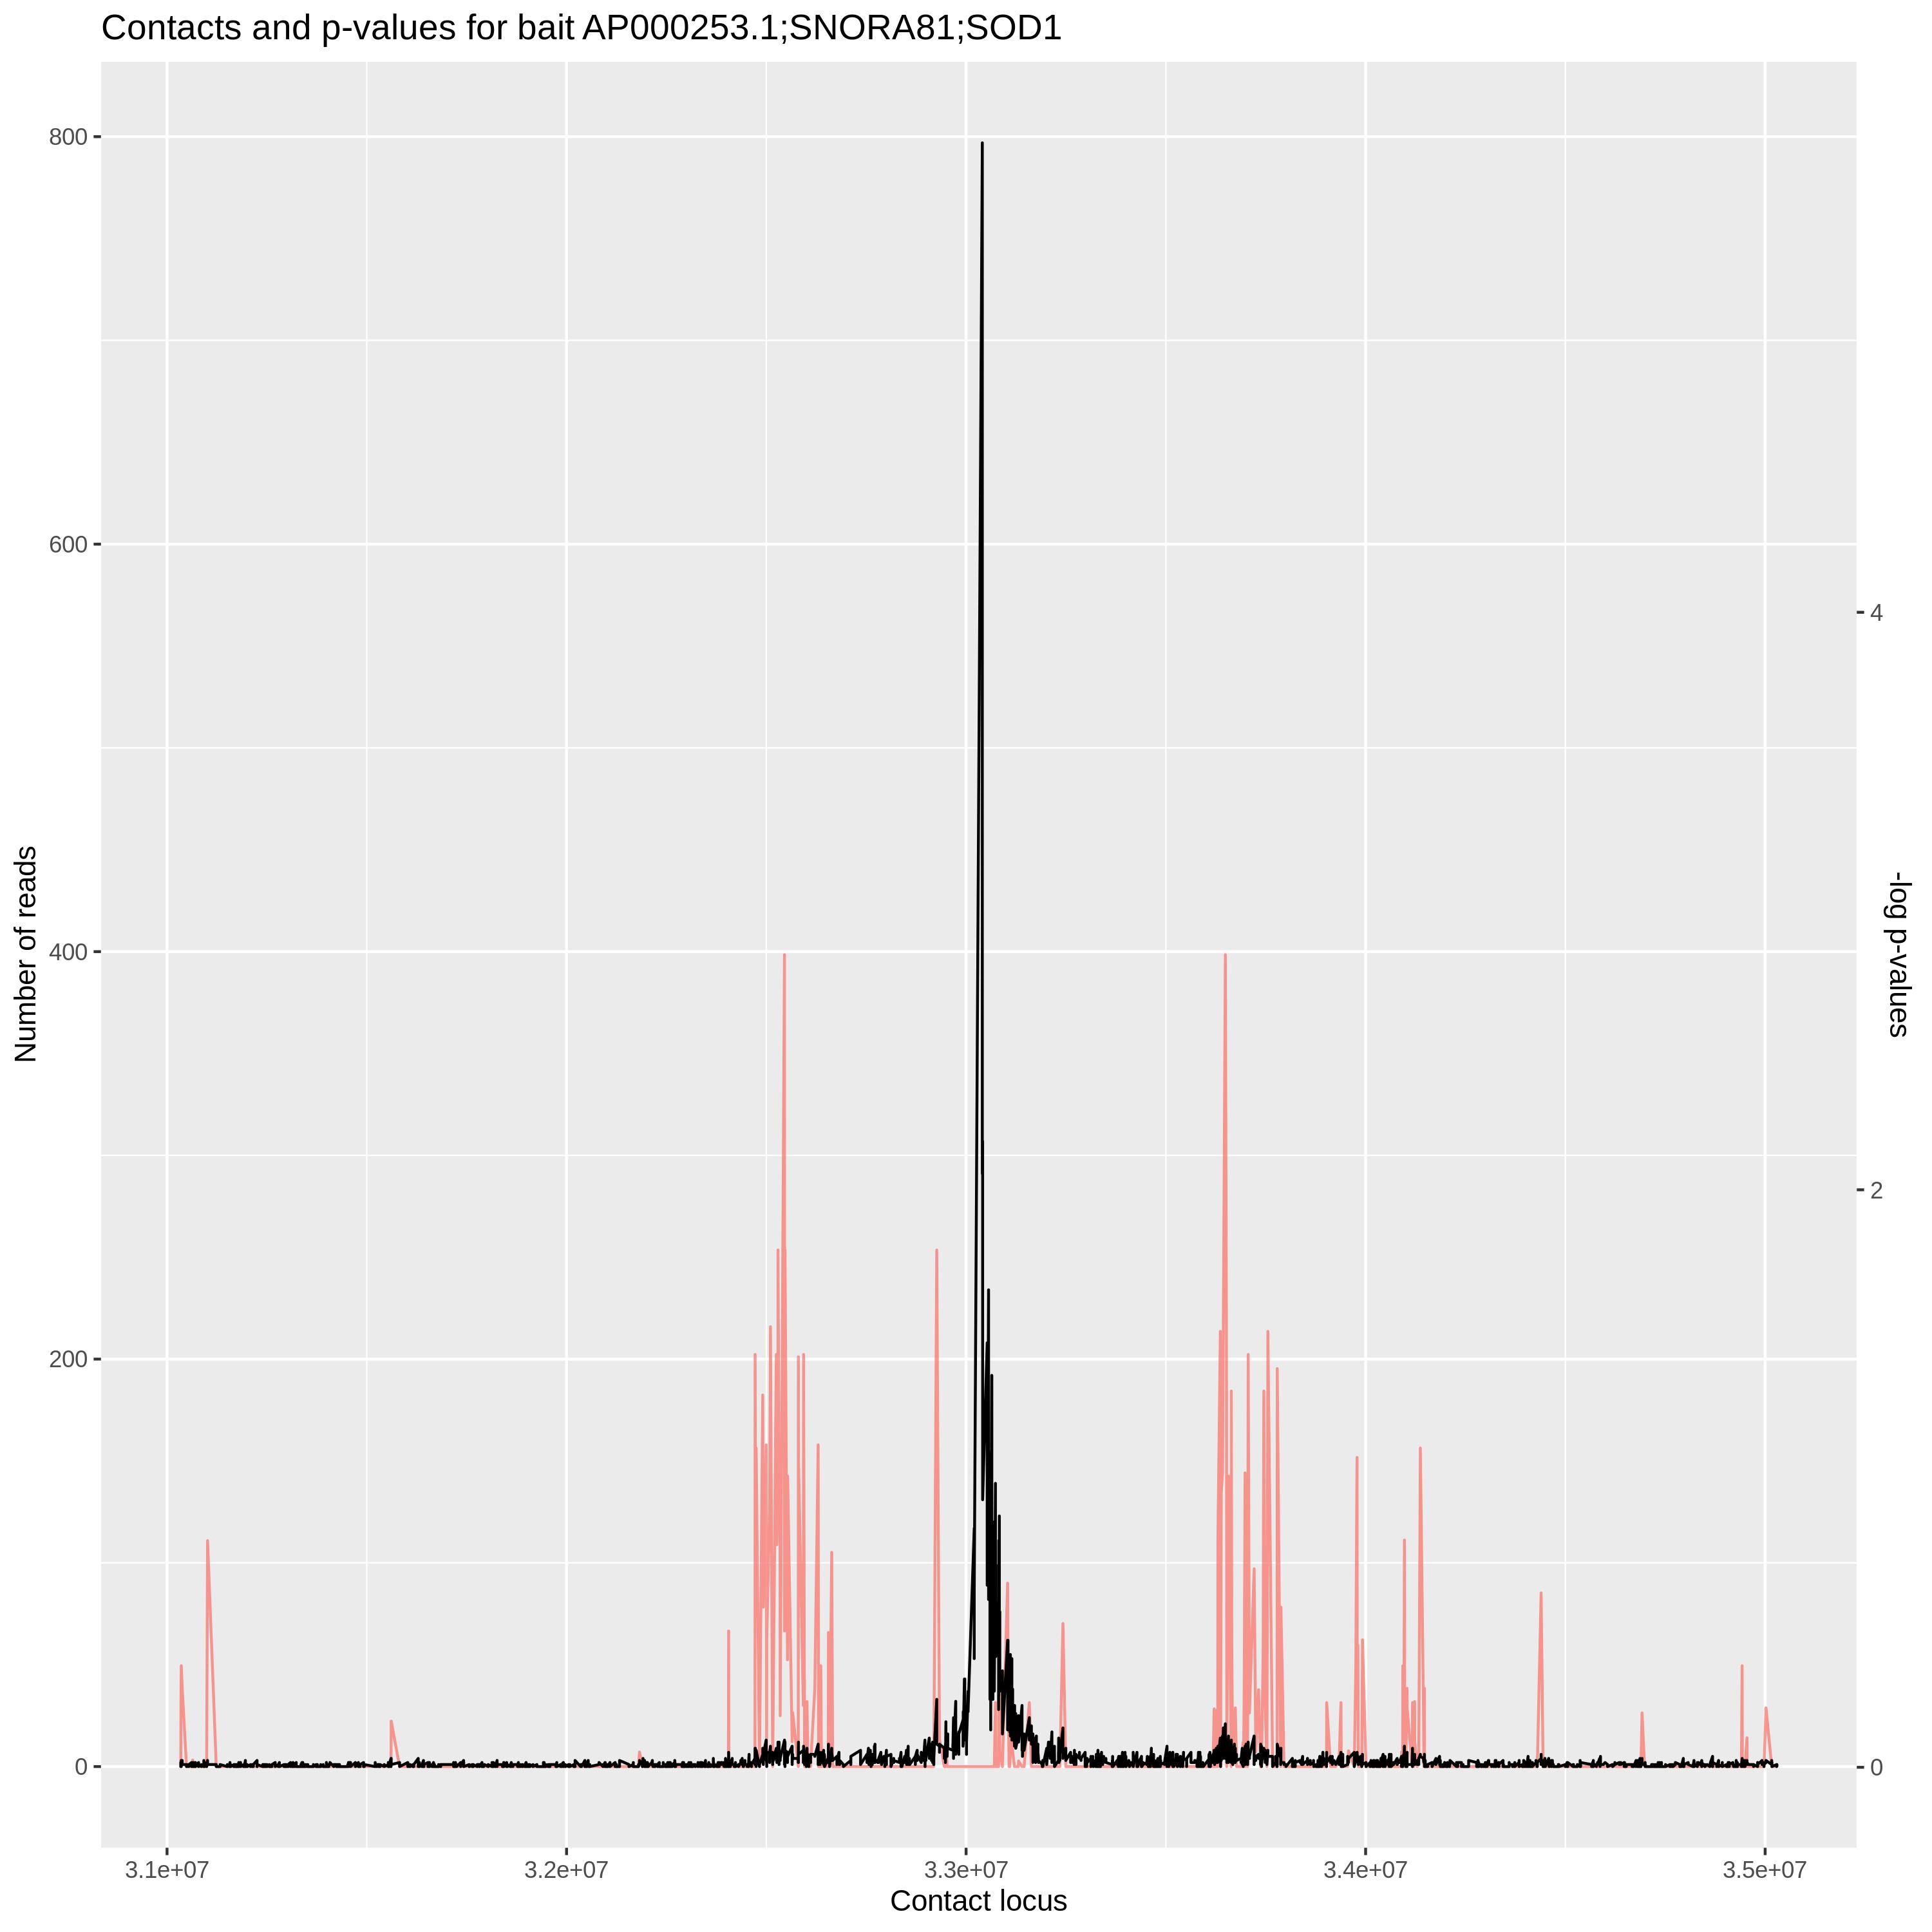 Contacts and p-values for bait AP000253.1;SNORA81;SOD1
800
600
400
200
0
Number of reads
4
2
0
-log p-values
3.1e+07
3.2e+07
3.3e+07
3.4e+07
3.5e+07
Contact locus